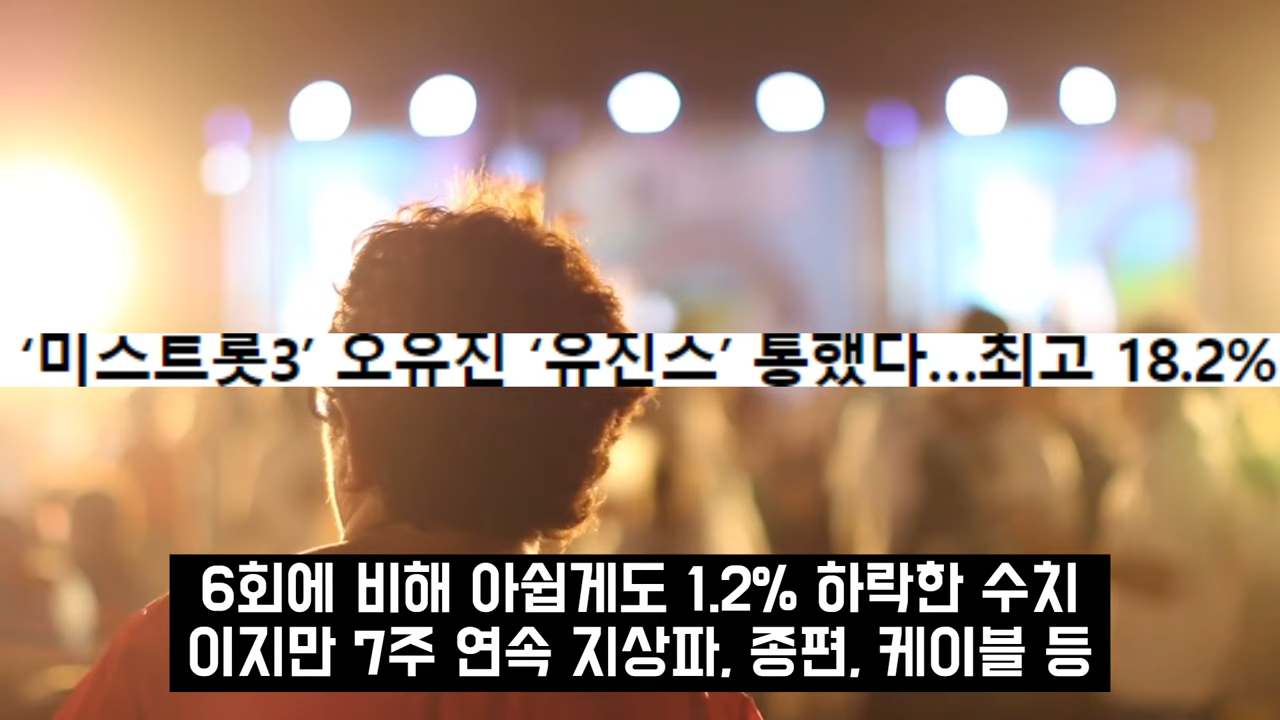 ‘미스트롯3’ 오유진 ‘유진스’ 통했다…최고 18.2%
6회에 비해 아쉽게도 1.2% 하락한 수치
이지만 7주 연속 지상파, 종편, 케이블 등